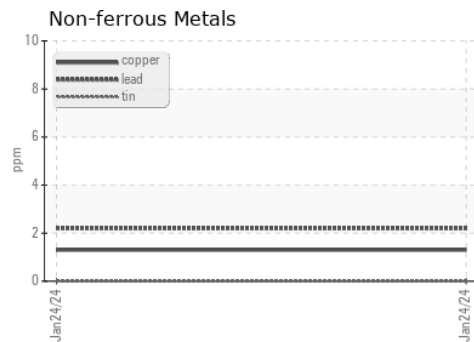 Non-ferrous Metals
10
8
6
4
2
0
ppm
copper
lead
tin
Jan24/24
Jan24/24